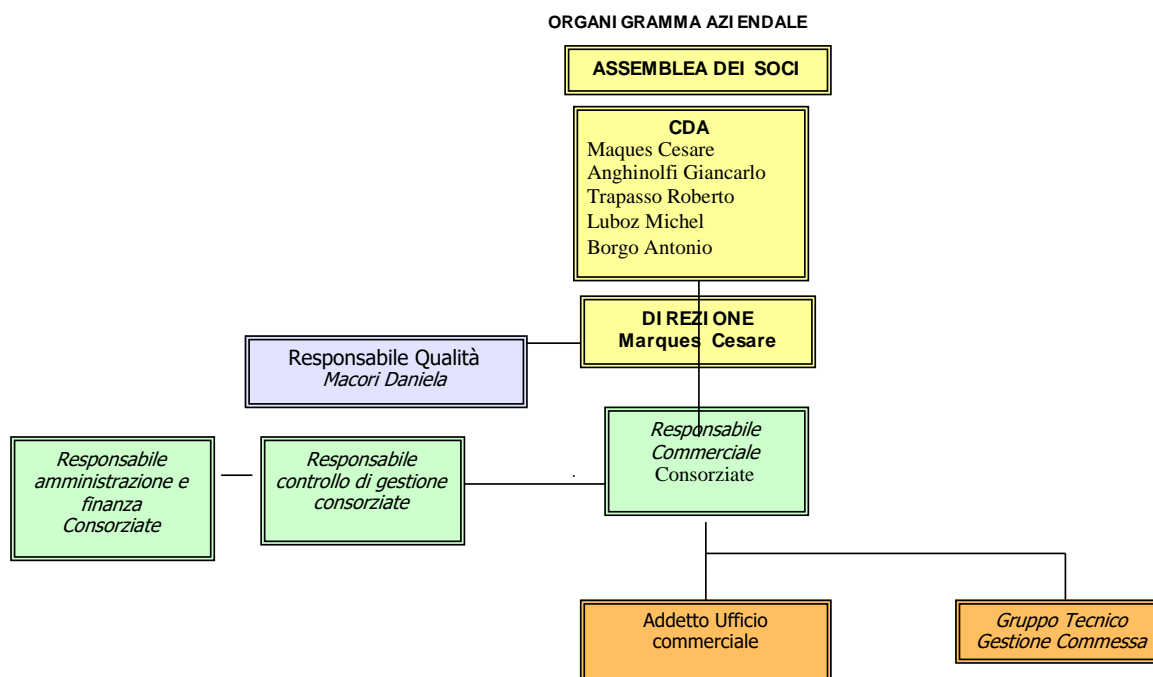 ORGANIGRAMMA AZIENDALE
ASSEMBLEA DEI SOCI
CDA
Maques Cesare
Anghinolfi Giancarlo
Trapasso Roberto
Luboz Michel
Borgo Antonio
DIREZIONE
Marques Cesare
Responsabile Qualità
Macori Daniela
Responsabile
amministrazione e
finanza
Consorziate
Responsabile
controllo di gestione
consorziate
Responsabile
Commerciale
Consorziate
Addetto Ufficio
commerciale
Gruppo Tecnico
Gestione Commessa